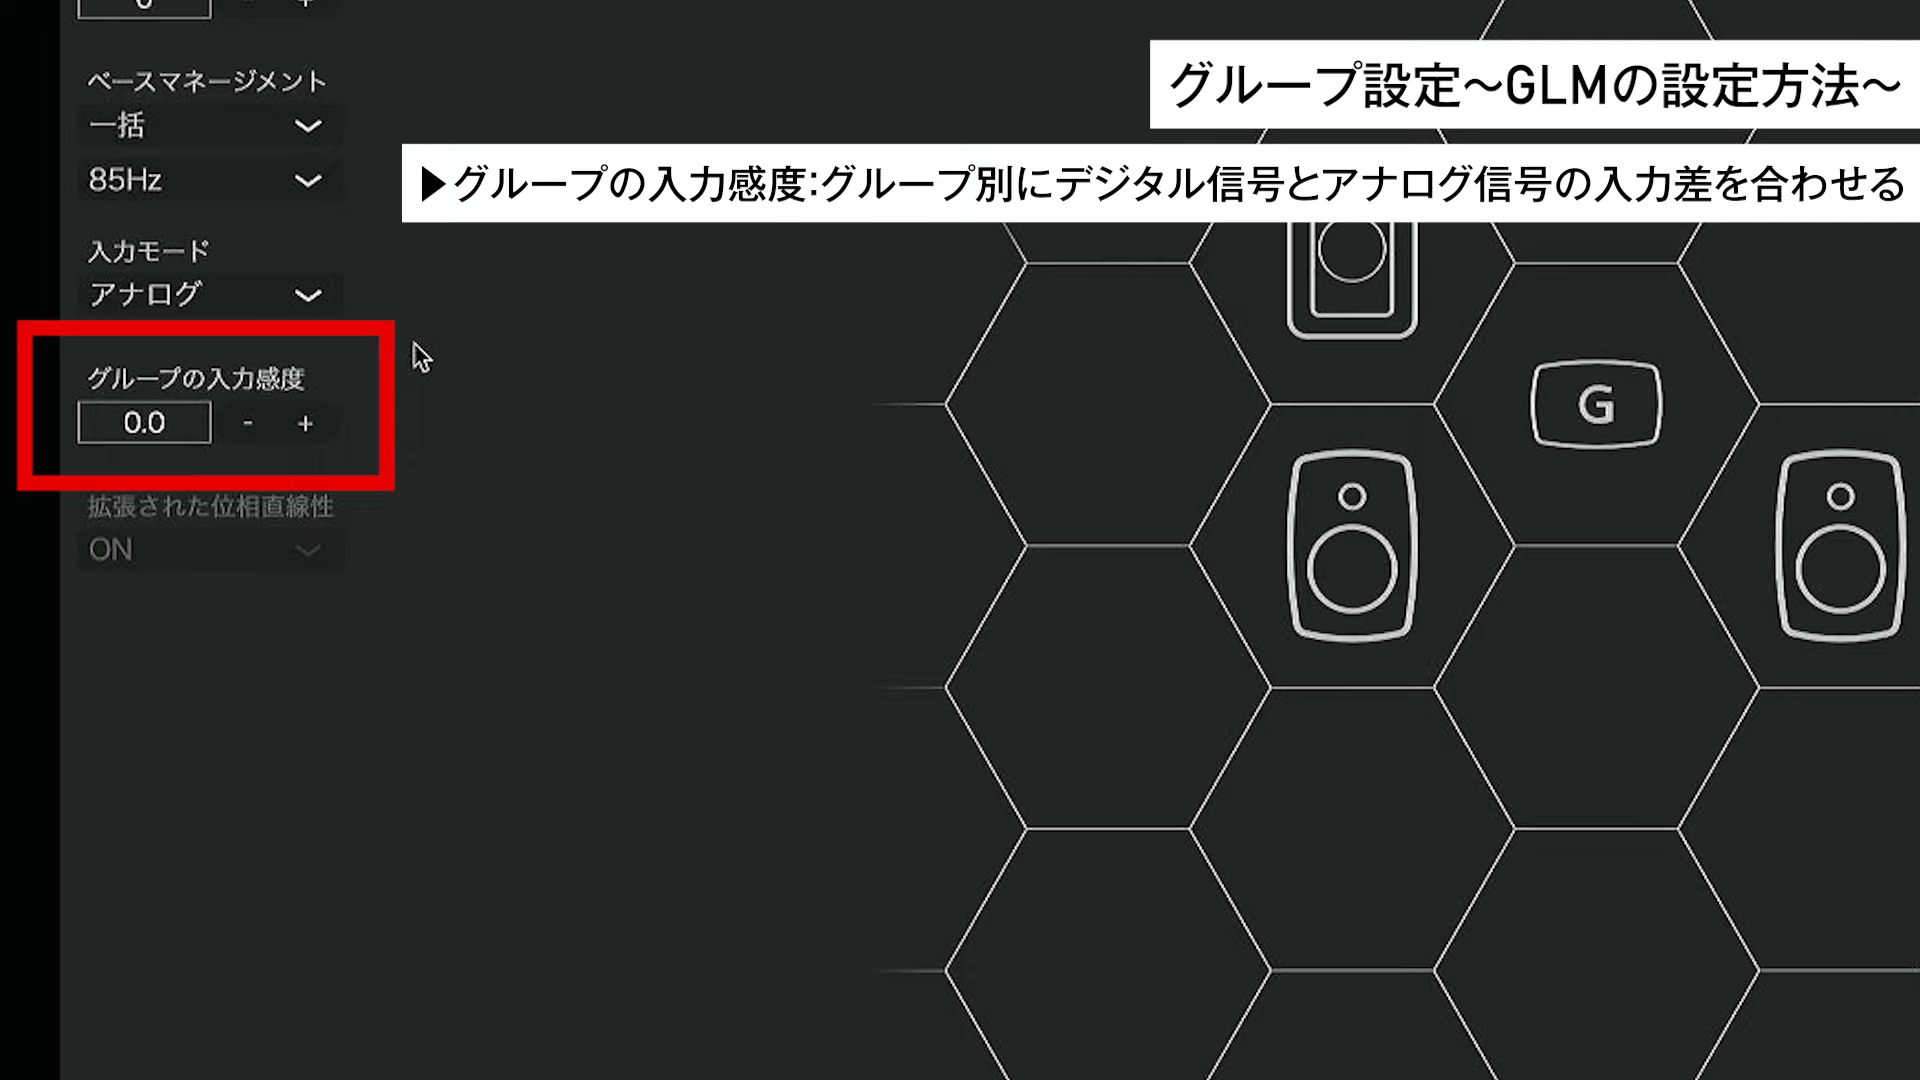 グループ設定〜GLMの設定方法〜
▶グループの入力感度:グループ別にデジタル信号とアナログ信号の入力差を合わせる
0 - +
ベースマネージメント
一括
85Hz
入力モード
アナログ
グループの入力感度
0.0 - +
拡張された位相直線性
ON
G